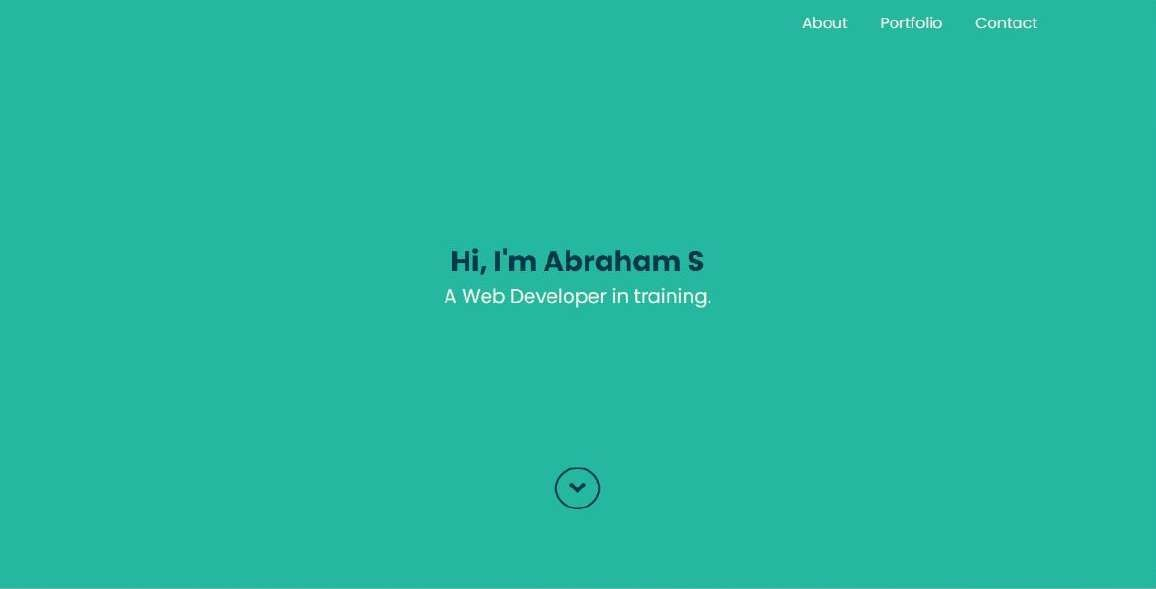 About Portfolio Contact
Hi, I'm Abraham S
A Web Developer in training.